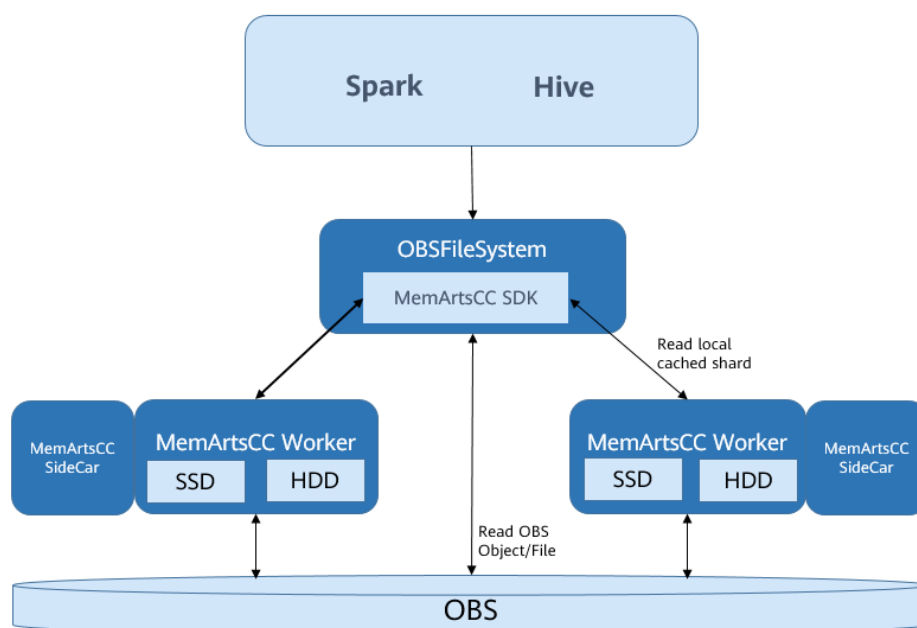 Spark
Hive
OBSFileSystem
MemArtsCC SDK
Read local
cached shard
MemArtsCC
SideCar
MemArtsCC Worker
SSD
HDD
MemArtsCC Worker
SSD
HDD
MemArtsCC
SideCar
Read OBS
Object/File
OBS